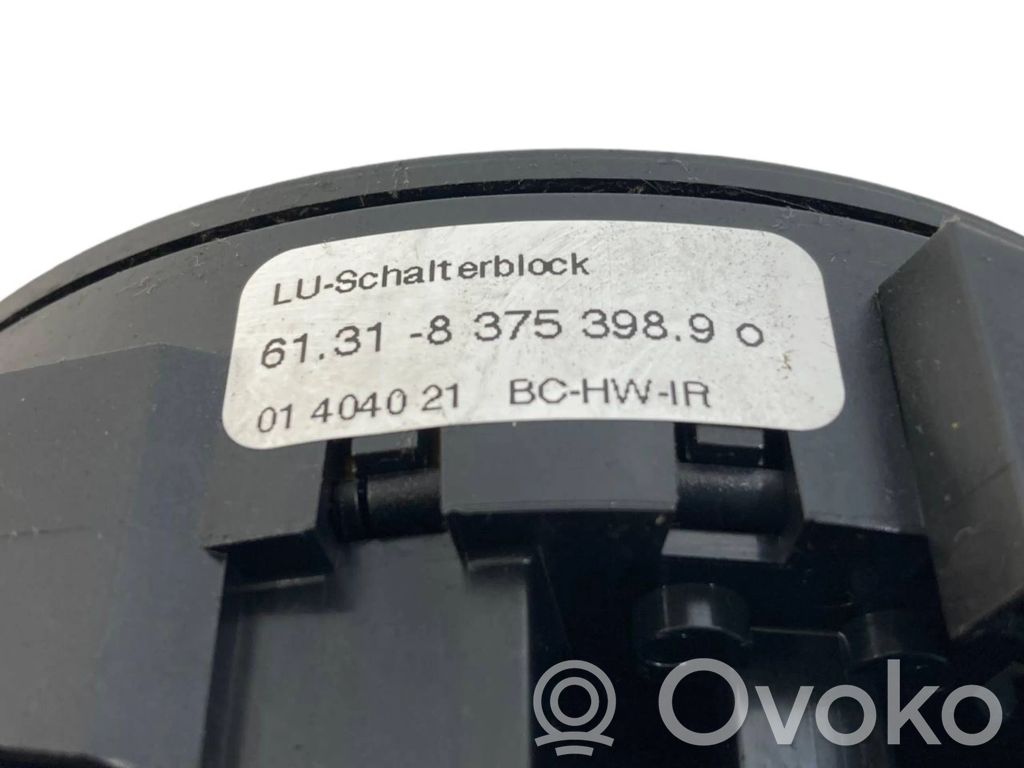 LU-Schalterblock
61.31 -8 375 398.9 o
01 4040 21 BC-HW-IR
Ovoko